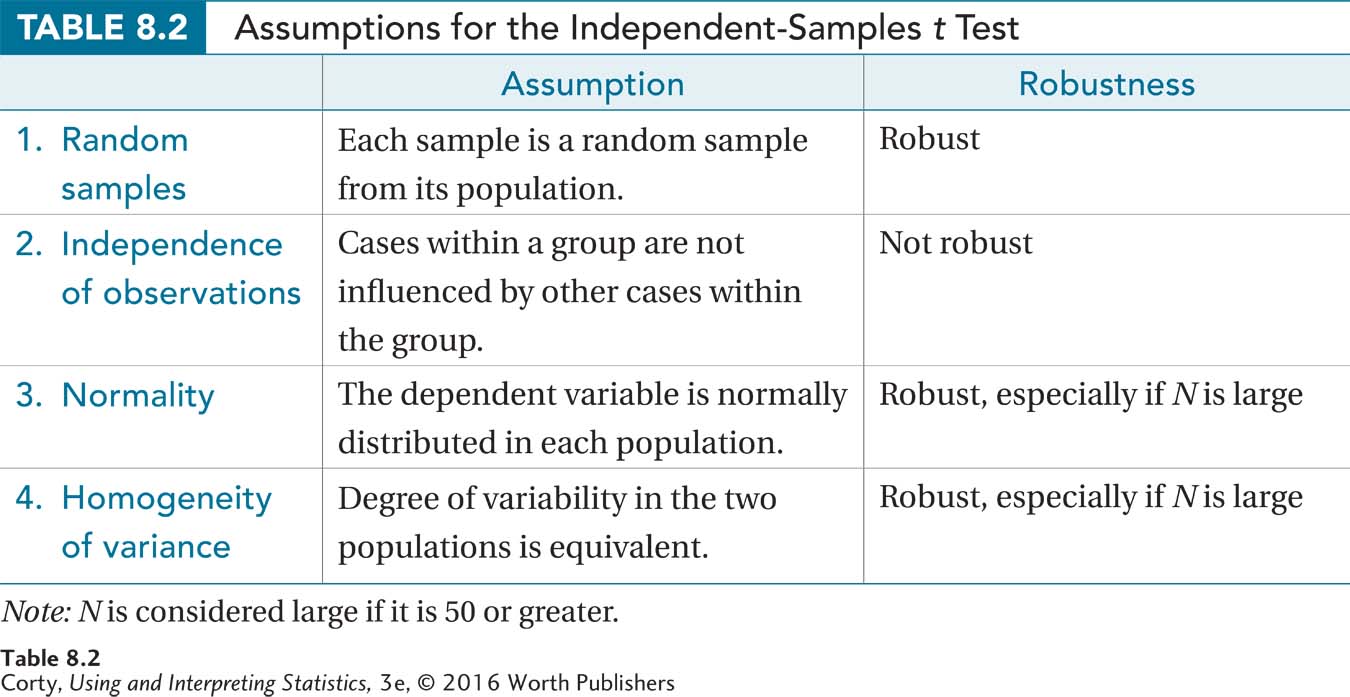 TABLE 8.2 Assumptions for the Independent-Samples t Test
Assumption Robustness
1. Random samples
Each sample is a random sample
from its population.
Robust
2. Independence
of observations
Cases within a group are not
influenced by other cases within
the group.
Not robust
3. Normality
The dependent variable is normally
distributed in each population.
Robust, especially if N is large
4. Homogeneity
of variance
Degree of variability in the two
populations is equivalent.
Robust, especially if N is large
Note: N is considered large if it is 50 or greater.
Table 8.2
Corty, Using and Interpreting Statistics, 3e, © 2016 Worth Publishers